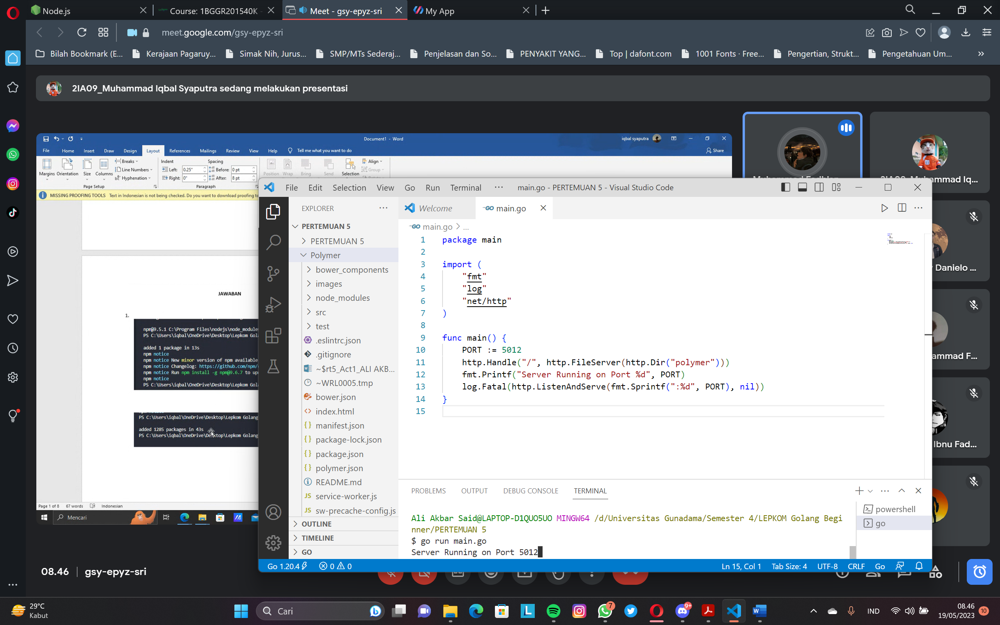 Node.js
Course: 1BGGR201540K -
Meet - gsy-epyz-sri
My App
meet.google.com/gsy-epyz-sri
Bilah Bookmark (E...
Kerajaan Pagaruy...
Simak Nih, Jurus...
SMP/MTs Sederaj...
Penjelasan dan So...
PENYAKIT YANG...
Top | dafont.com
1001 Fonts · Free...
Pengertian, Strukt...
Pengetahuan Um...
2IA09_Muhammad Iqbal Syaputra sedang melakukan presentasi
Document1 - Word
iqbal syaputra
File Home Insert Draw Design Layout References Mailings Review View Help Tell me what you want to do
Share
Margins Orientation Size Columns
Breaks
Line Numbers
Hyphenation
Page Setup
Indent
Left: 0.25"
Right: 0"
Spacing
Before: 0 pt
After: 8 pt
Paragraph
Position Wrap Bring Send Selection
Align
Group
MISSING PROOFING TOOLS Text in Indonesian is not being checked. Do you want to download proofing to
JAWABAN
1.
npm@9.5.1 C:\Program Files\nodejs\node_module
PS C:\Users\iqbal\OneDrive\Desktop\Lepkom Gol
added 1 package in 13s
npm notice
npm notice New minor version of npm available
npm notice Changelog: https://github.com/npm/
npm notice Run npm install -g npm@9.6.7 to up
npm notice
PS C:\Users\iqbal\OneDrive\Desktop\Lepkom Gol
PS C:\Users\iqbal\OneDrive\Desktop\Lepkom Golang
added 1285 packages in 43s
PS C:\Users\iqbal\OneDrive\Desktop\Lepkom Golang
Page 1 of 8 67 words Indonesian
Mencari
mmad Iq...
Danielo ...
ammad F...
Ibnu Fad...
File Edit Selection View Go Run Terminal ··· main.go - PERTEMUAN 5 - Visual Studio Code
EXPLORER
PERTEMUAN 5
PERTEMUAN 5
Polymer
bower_components
images
node_modules
src
test
.eslintrc.json
.gitignore
~$rt5_Act1_ALI AKB...
~WRL0005.tmp
bower.json
index.html
manifest.json
package-lock.json
package.json
polymer.json
README.md
service-worker.js
sw-precache-config.js
OUTLINE
TIMELINE
GO
Welcome
main.go
main.go > ...
1 package main
2
3 import (
4 "fmt"
5 "log"
6 "net/http"
7 )
8
9 func main() {
10 PORT := 5012
11 http.Handle("/", http.FileServer(http.Dir("polymer")))
12 fmt.Printf("Server Running on Port %d", PORT)
13 log.Fatal(http.ListenAndServe(fmt.Sprintf(":%d", PORT), nil))
14 }
15
PROBLEMS OUTPUT DEBUG CONSOLE TERMINAL
Ali Akbar Said@LAPTOP-D1QUO5UO MINGW64 /d/Universitas Gunadama/Semester 4/LEPKOM Golang Begi
nner/PERTEMUAN 5
$ go run main.go
Server Running on Port 5012
powershell
go
Go 1.20.4 0 0
Ln 15, Col 1 Tab Size: 4 UTF-8 CRLF Go
08.46 | gsy-epyz-sri
29°C
Kabut
Cari
7
9+
IND
08.46
19/05/2023
10